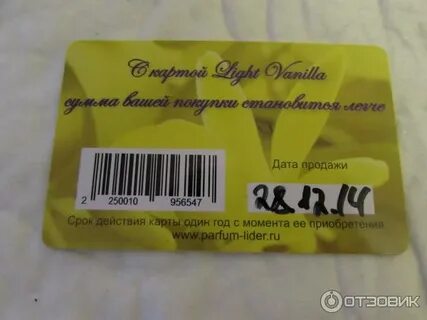 С картой Light Vanilla
сумма вашей покупки становится легче
Дата продажи
28.12.14
2 250010 956547
Срок действия карты один год с момента ее приобретения
www.parfum-lider.ru
ОТЗОВИК